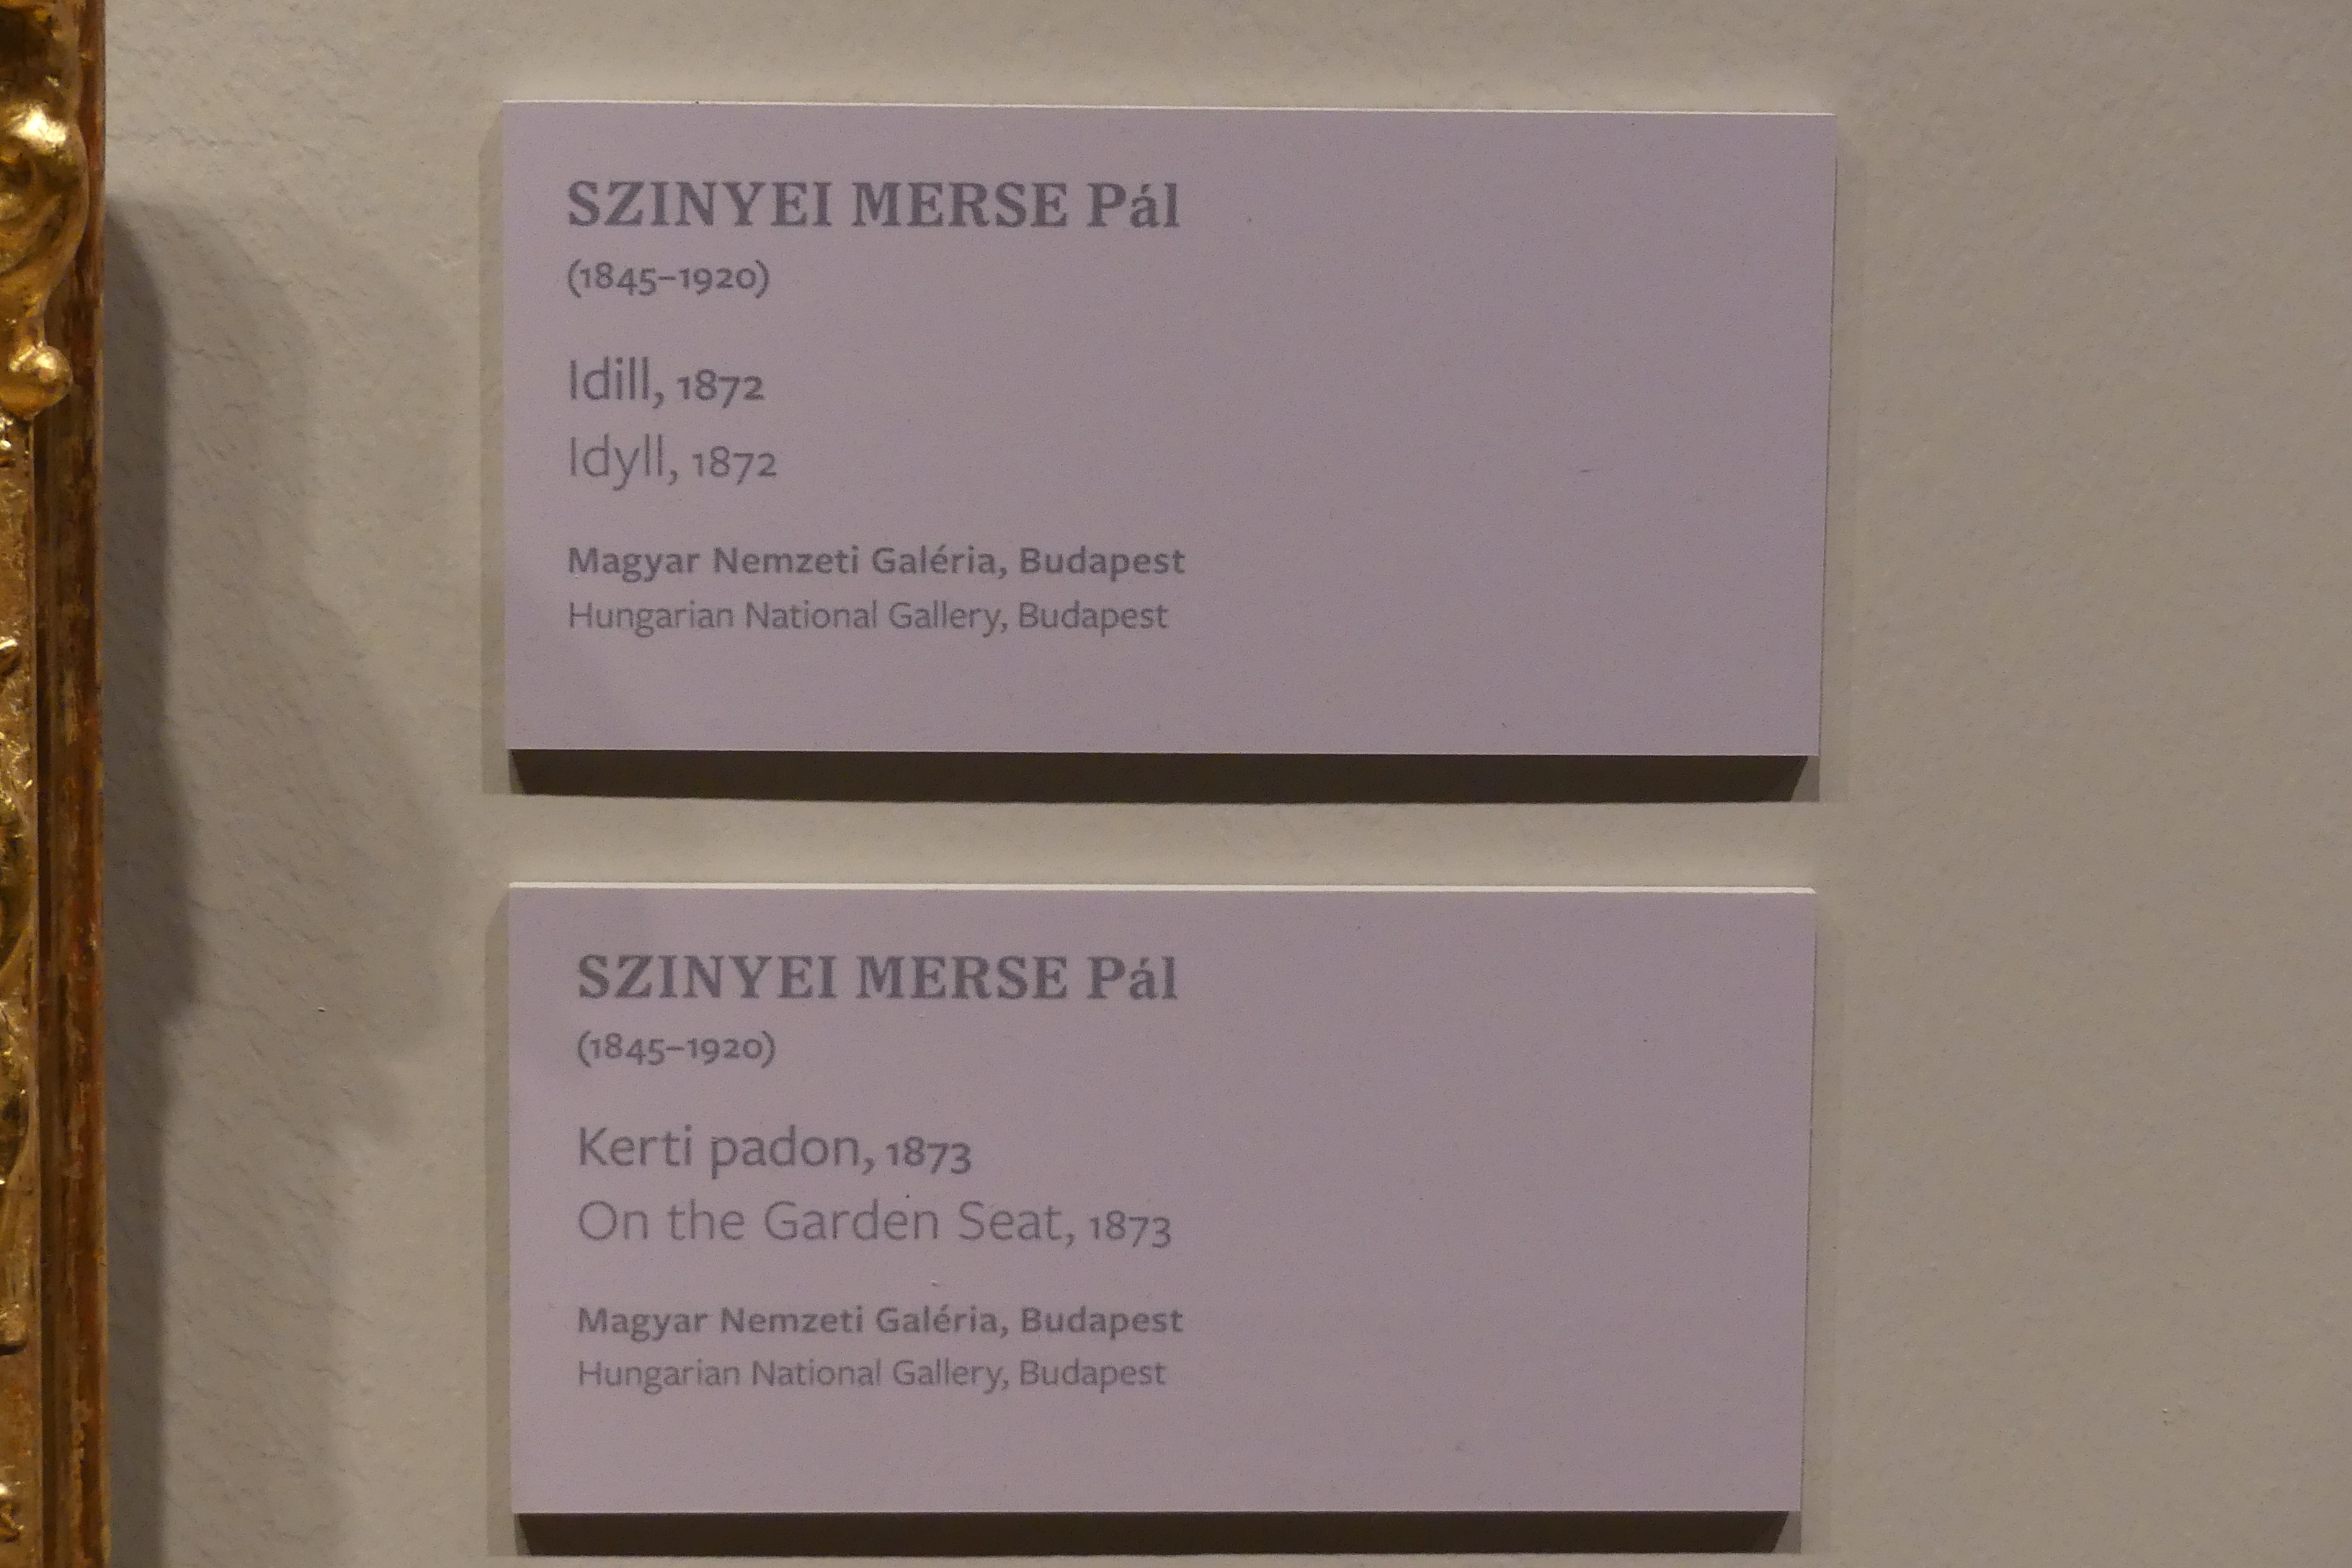 SZINYEI MERSE Pál
(1845–1920)
Idill, 1872
Idyll, 1872
Magyar Nemzeti Galéria, Budapest
Hungarian National Gallery, Budapest
SZINYEI MERSE Pál
(1845–1920)
Kerti padon, 1873
On the Garden Seat, 1873
Magyar Nemzeti Galéria, Budapest
Hungarian National Gallery, Budapest